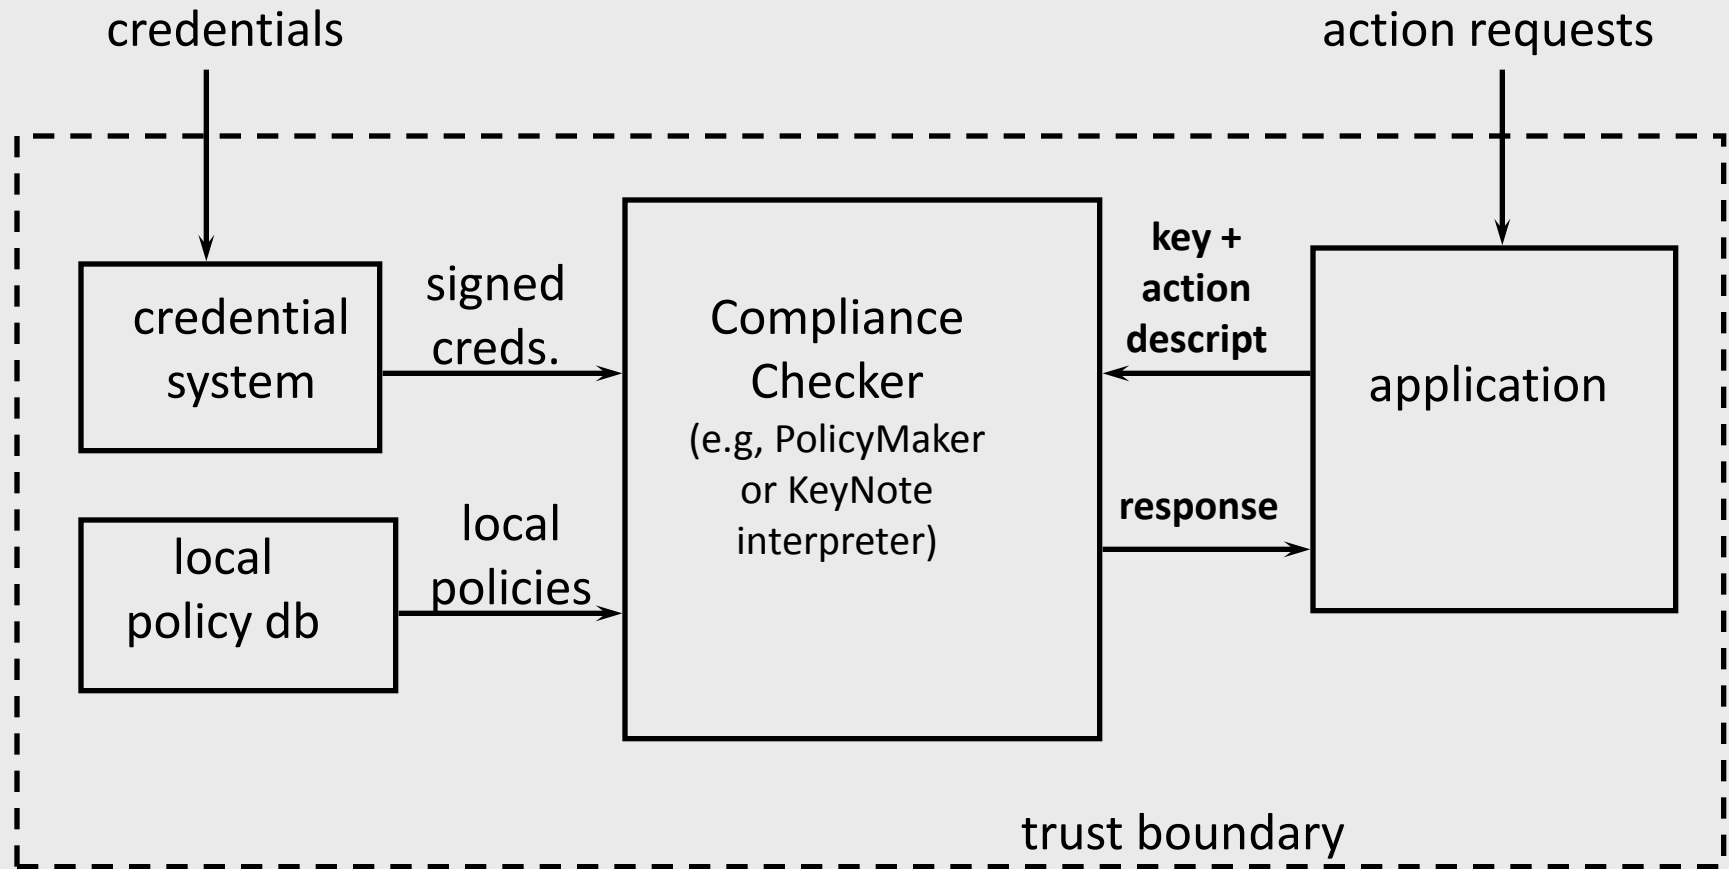 credentials
action requests
credential
system
signed
creds.
Compliance
Checker
(e.g, PolicyMaker
or KeyNote
interpreter)
key +
action
descript
application
local
policy db
local
policies
response
trust boundary